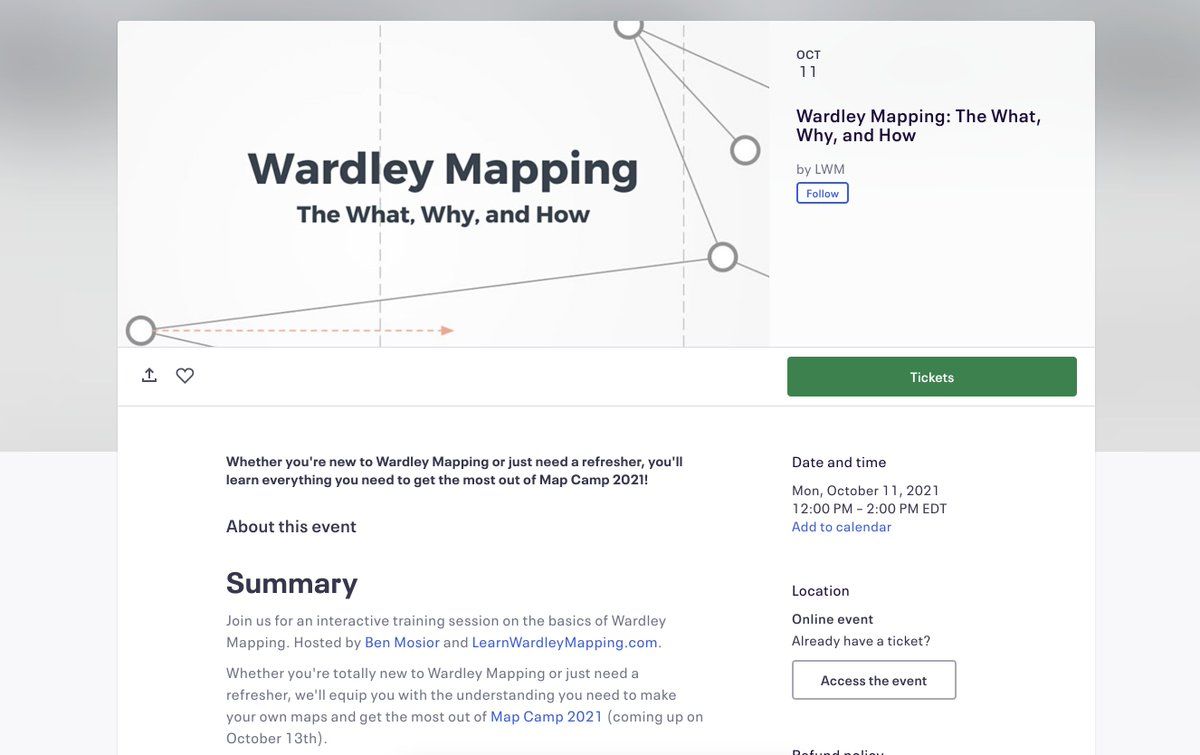 Wardley Mapping
The What, Why, and How
OCT
11
Wardley Mapping: The What,
Why, and How
by LWM
Follow
Tickets
Whether you're new to Wardley Mapping or just need a refresher, you'll
learn everything you need to get the most out of Map Camp 2021!
About this event
Summary
Join us for an interactive training session on the basics of Wardley
Mapping. Hosted by Ben Mosior and LearnWardleyMapping.com.
Whether you're totally new to Wardley Mapping or just need a
refresher, we'll equip you with the understanding you need to make
your own maps and get the most out of Map Camp 2021 (coming up on
October 13th).
Date and time
Mon, October 11, 2021
12:00 PM – 2:00 PM EDT
Add to calendar
Location
Online event
Already have a ticket?
Access the event
Refund policy